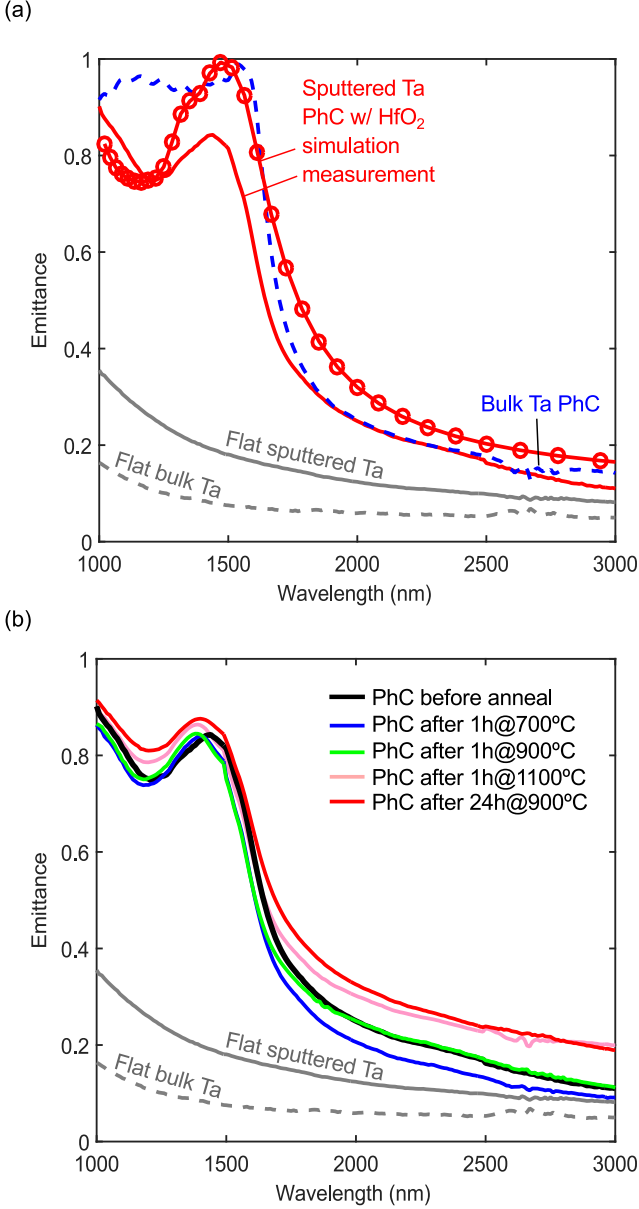 (a)
1
0.8
0.6
0.4
0.2
0
Emittance
Sputtered Ta
PhC w/ HfO₂
simulation
measurement
Bulk Ta PhC
Flat sputtered Ta
Flat bulk Ta
1000 1500 2000 2500 3000
Wavelength (nm)
(b)
1
0.8
0.6
0.4
0.2
0
Emittance
PhC before anneal
PhC after 1h@700ºC
PhC after 1h@900ºC
PhC after 1h@1100ºC
PhC after 24h@900ºC
Flat sputtered Ta
Flat bulk Ta
1000 1500 2000 2500 3000
Wavelength (nm)